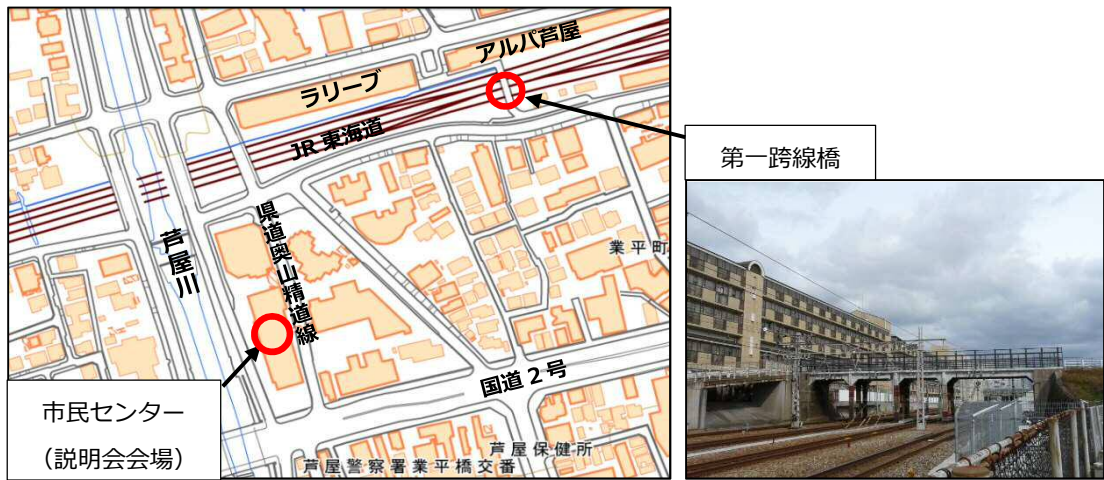 アルパ芦屋
ラリーブ
JR東海道
第一跨線橋
県道奥山精道線
芦屋川
業平町
国道2号
市民センター
（説明会会場）
芦屋保健所
芦屋警察署業平橋交番